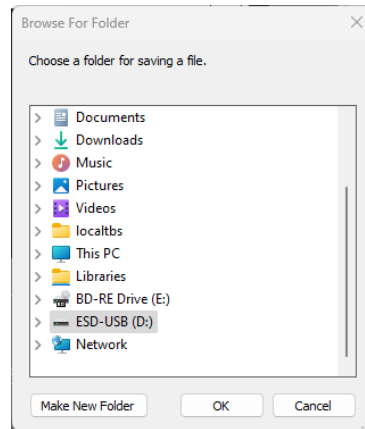 Browse For Folder
Choose a folder for saving a file.
Documents
Downloads
Music
Pictures
Videos
localtbs
This PC
Libraries
BD-RE Drive (E:)
ESD-USB (D:)
Network
Make New Folder
OK
Cancel